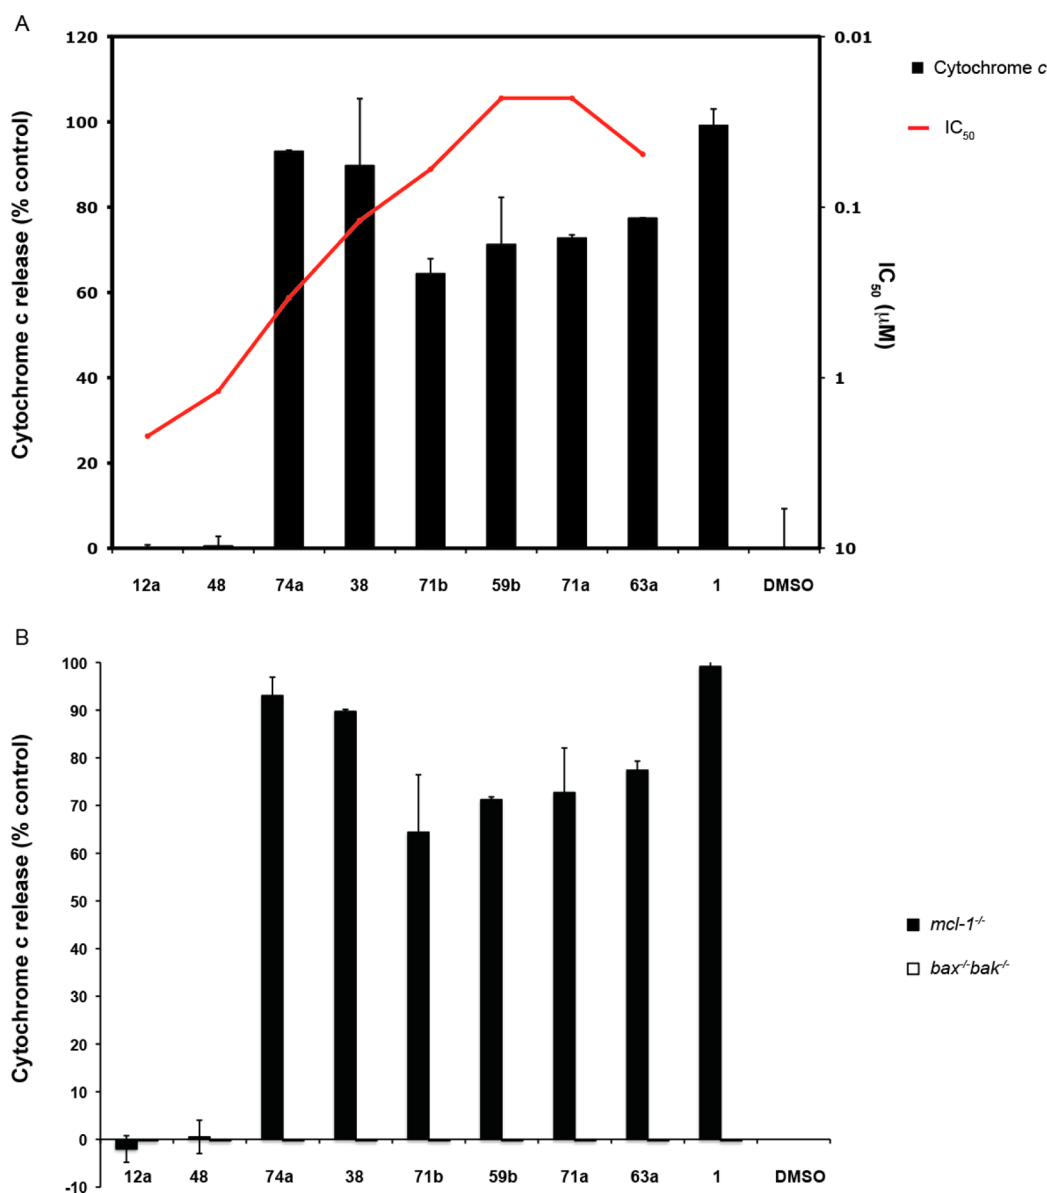 A
120
100
80
60
40
20
0
Cytochrome c release (% control)
0.01
0.1
1
10
IC50 (μM)
Cytochrome c
IC50
12a 48 74a 38 71b 59b 71a 63a 1 DMSO
B
100
90
80
70
60
50
40
30
20
10
0
-10
Cytochrome c release (% control)
mcl-1-/-
bax-/-bak-/-
12a 48 74a 38 71b 59b 71a 63a 1 DMSO